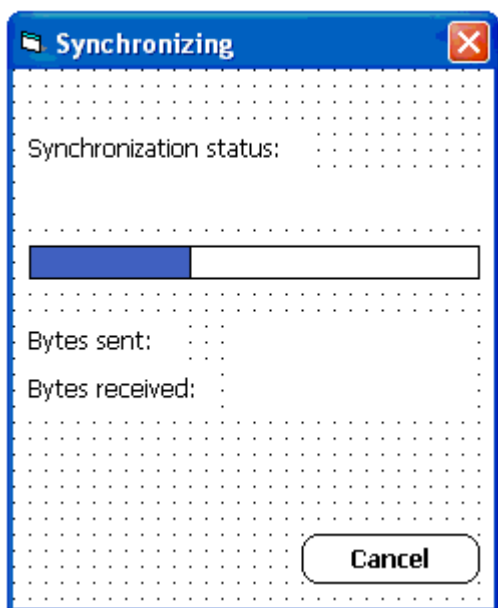 Synchronizing
Synchronization status:
Bytes sent:
Bytes received:
Cancel